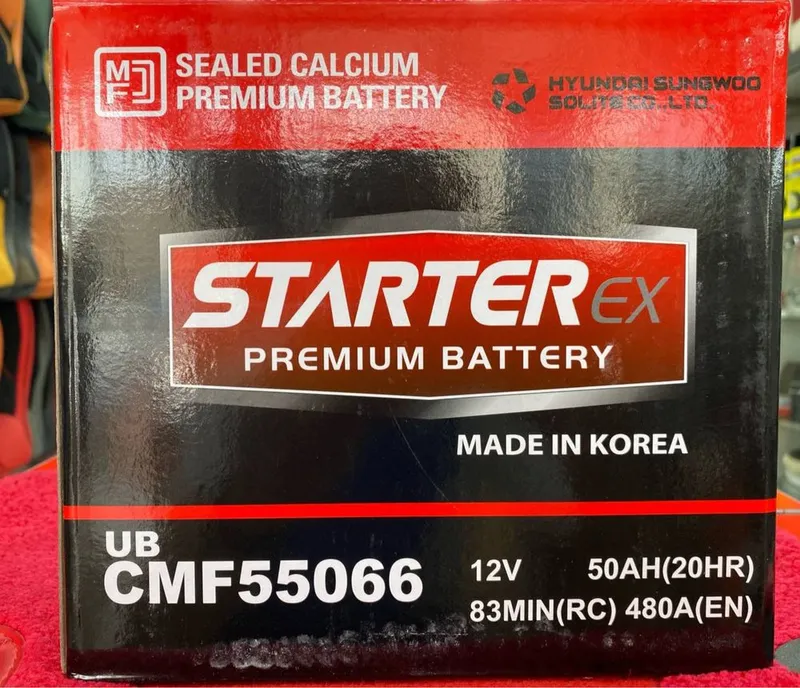 MF
SEALED CALCIUM
PREMIUM BATTERY
HYUNDAI SUNGWOO
SOLITE CO., LTD.
STARTER EX
PREMIUM BATTERY
MADE IN KOREA
UB
CMF55066
12V 50AH(20HR)
83MIN(RC) 480A(EN)